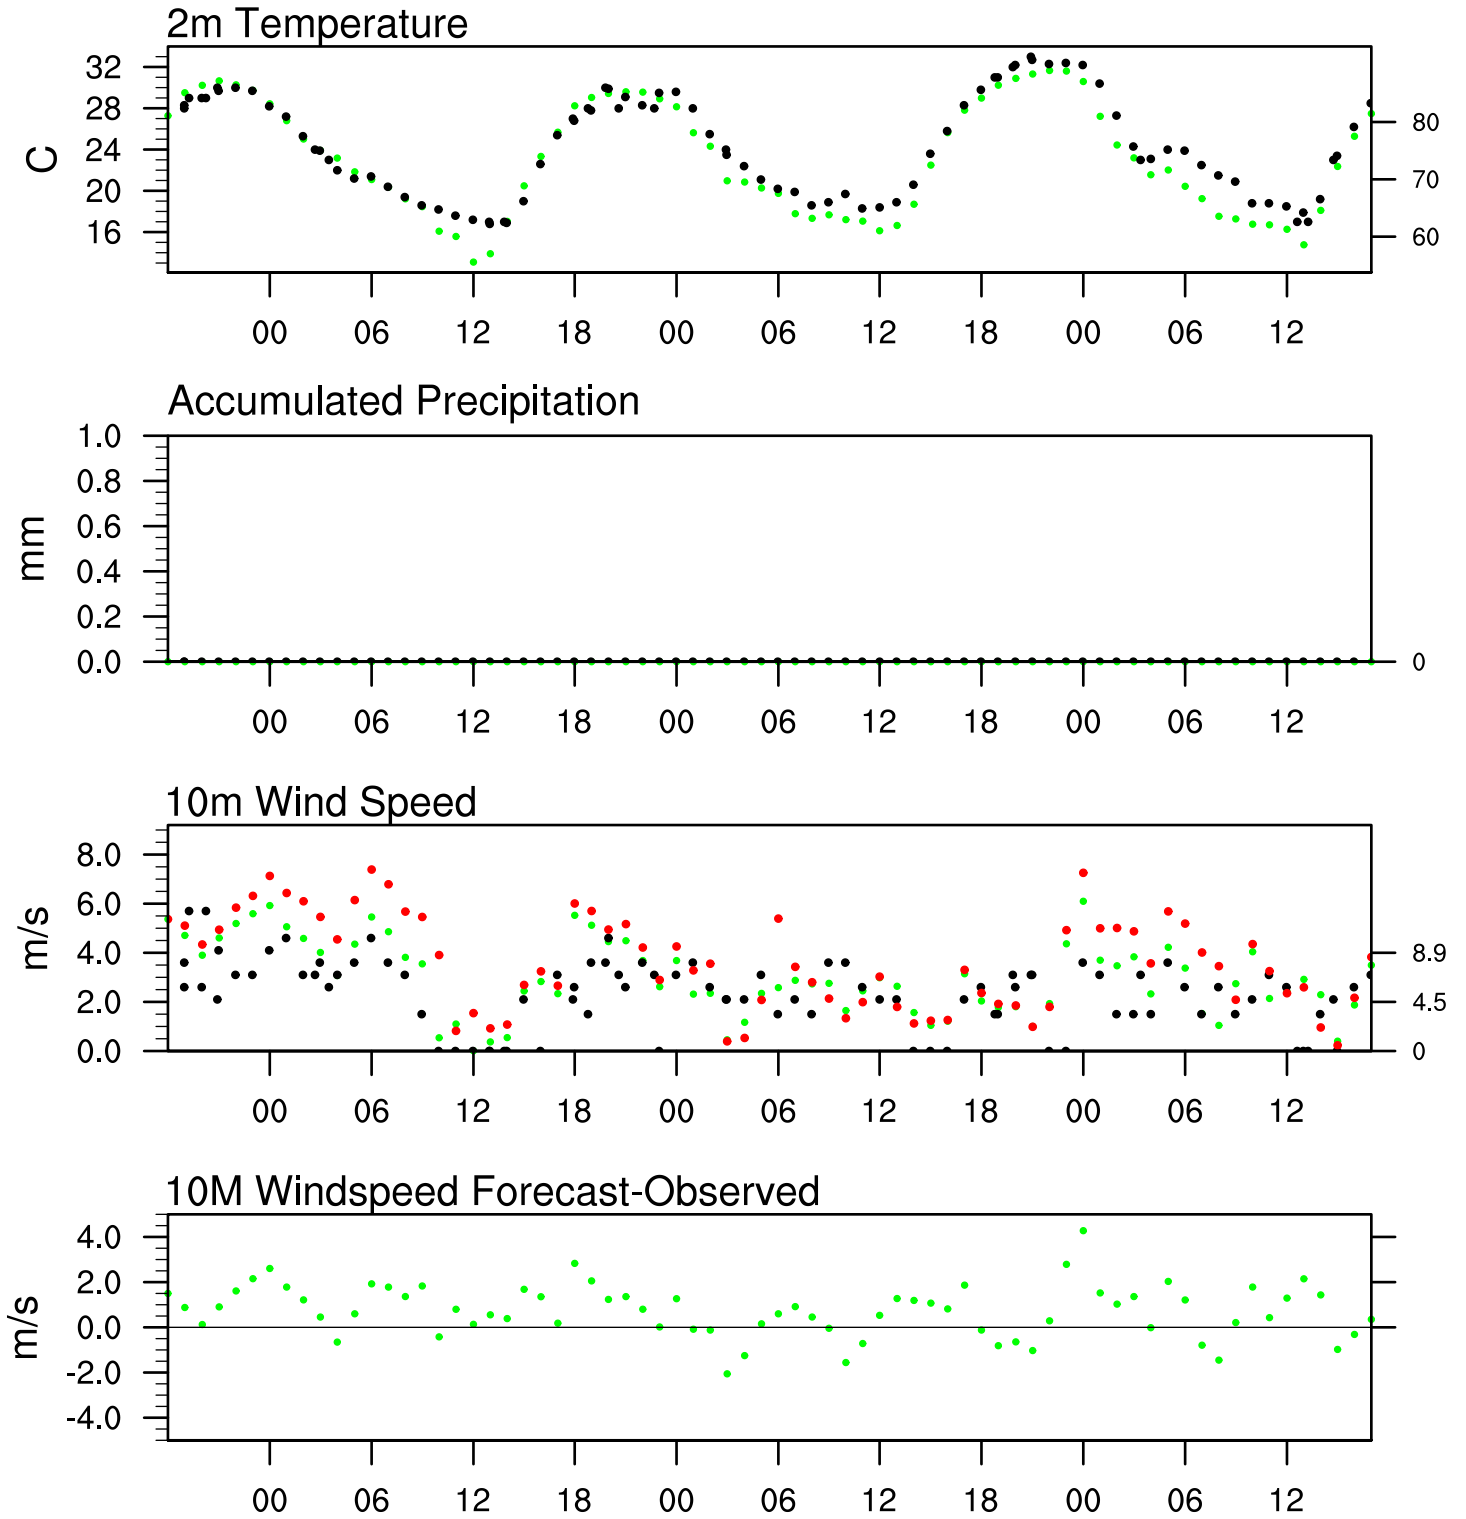 2m Temperature
32
28
24
20
16
C
80
70
60
00 06 12 18 00 06 12 18 00 06 12
Accumulated Precipitation
1.0
0.8
0.6
0.4
0.2
0.0
mm
0
00 06 12 18 00 06 12 18 00 06 12
10m Wind Speed
8.0
6.0
4.0
2.0
0.0
m/s
8.9
4.5
0
00 06 12 18 00 06 12 18 00 06 12
10M Windspeed Forecast-Observed
4.0
2.0
0.0
-2.0
-4.0
m/s
00 06 12 18 00 06 12 18 00 06 12